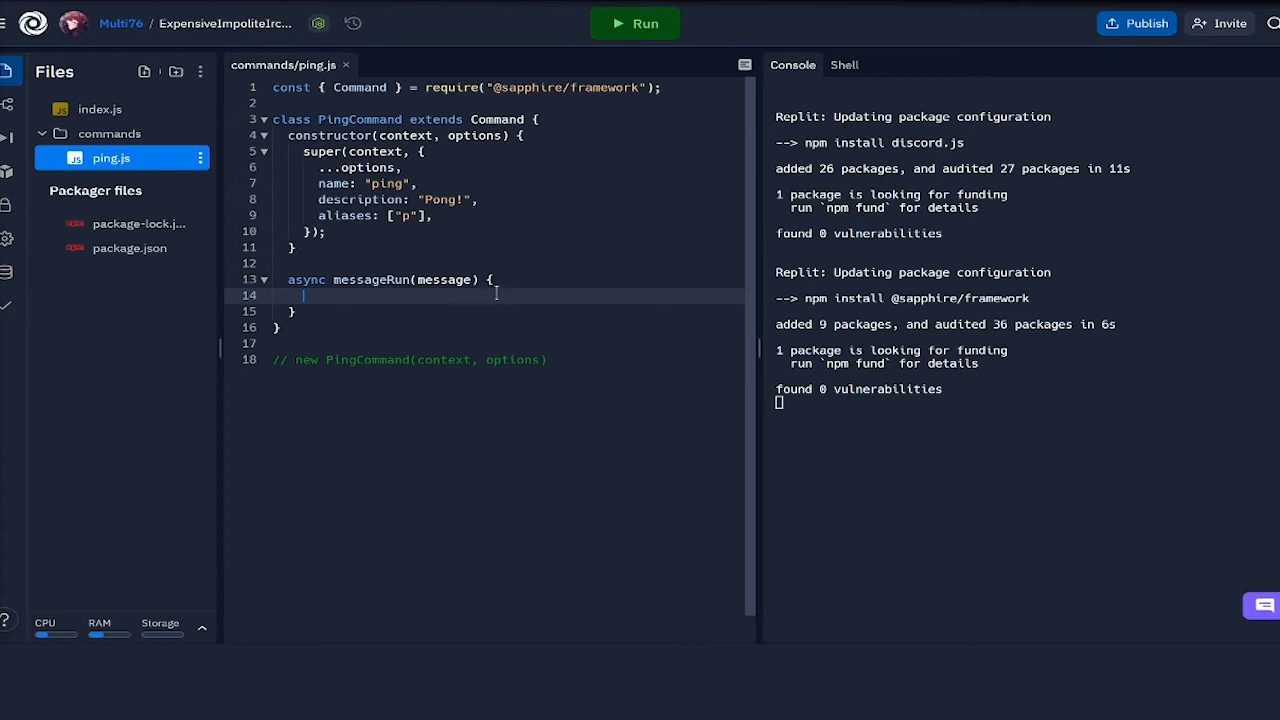 Multi76 / ExpensiveImpoliteIrc...
Run
Publish
Invite
Files
index.js
commands
ping.js
Packager files
package-lock.j...
package.json
CPU
RAM
Storage
commands/ping.js
1 const { Command } = require("@sapphire/framework");
2
3 class PingCommand extends Command {
4 constructor(context, options) {
5 super(context, {
6 ...options,
7 name: "ping",
8 description: "Pong!",
9 aliases: ["p"],
10 });
11 }
12
13 async messageRun(message) {
14
15 }
16 }
17
18 // new PingCommand(context, options)
Console
Shell
Replit: Updating package configuration
--> npm install discord.js
added 26 packages, and audited 27 packages in 11s
1 package is looking for funding
run `npm fund` for details
found 0 vulnerabilities
Replit: Updating package configuration
--> npm install @sapphire/framework
added 9 packages, and audited 36 packages in 6s
1 package is looking for funding
run `npm fund` for details
found 0 vulnerabilities